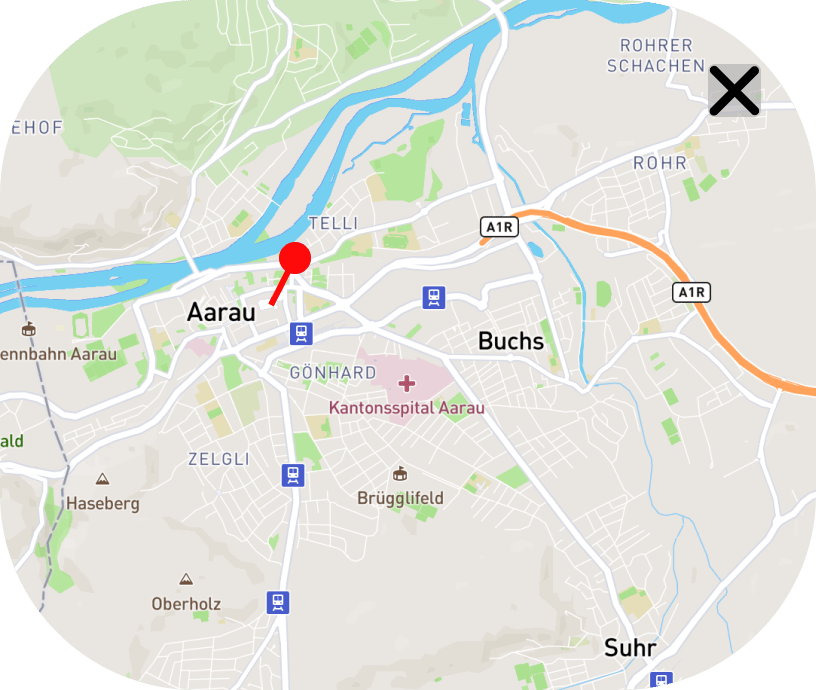 ROHRER
SCHACHEN
EHOF
ROHR
TELLI
A1R
A1R
Aarau
ennbahn Aarau
Buchs
GÖNHARD
Kantonsspital Aarau
ald
ZELGLI
Haseberg
Brügglifeld
Oberholz
Suhr